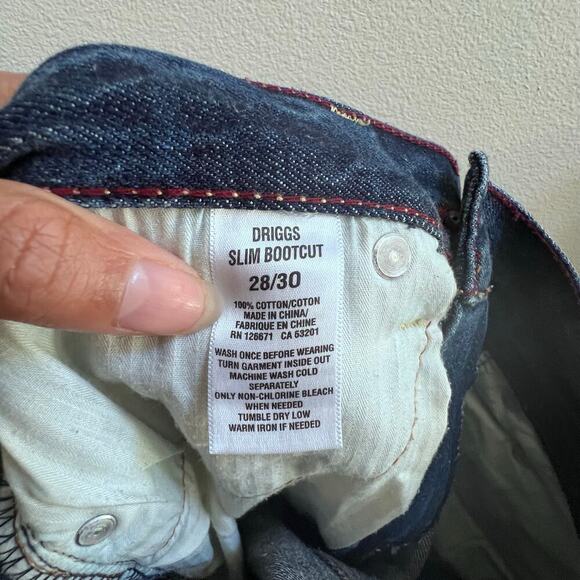 DRIGGS
SLIM BOOTCUT
28/30
100% COTTON/COTON
MADE IN CHINA/
FABRIQUE EN CHINE
RN 126671 CA 53201
WASH ONCE BEFORE WEARING
TURN GARMENT INSIDE OUT
MACHINE WASH COLD
SEPARATELY
ONLY NON-CHLORINE BLEACH
WHEN NEEDED
TUMBLE DRY LOW
WARM IRON IF NEEDED